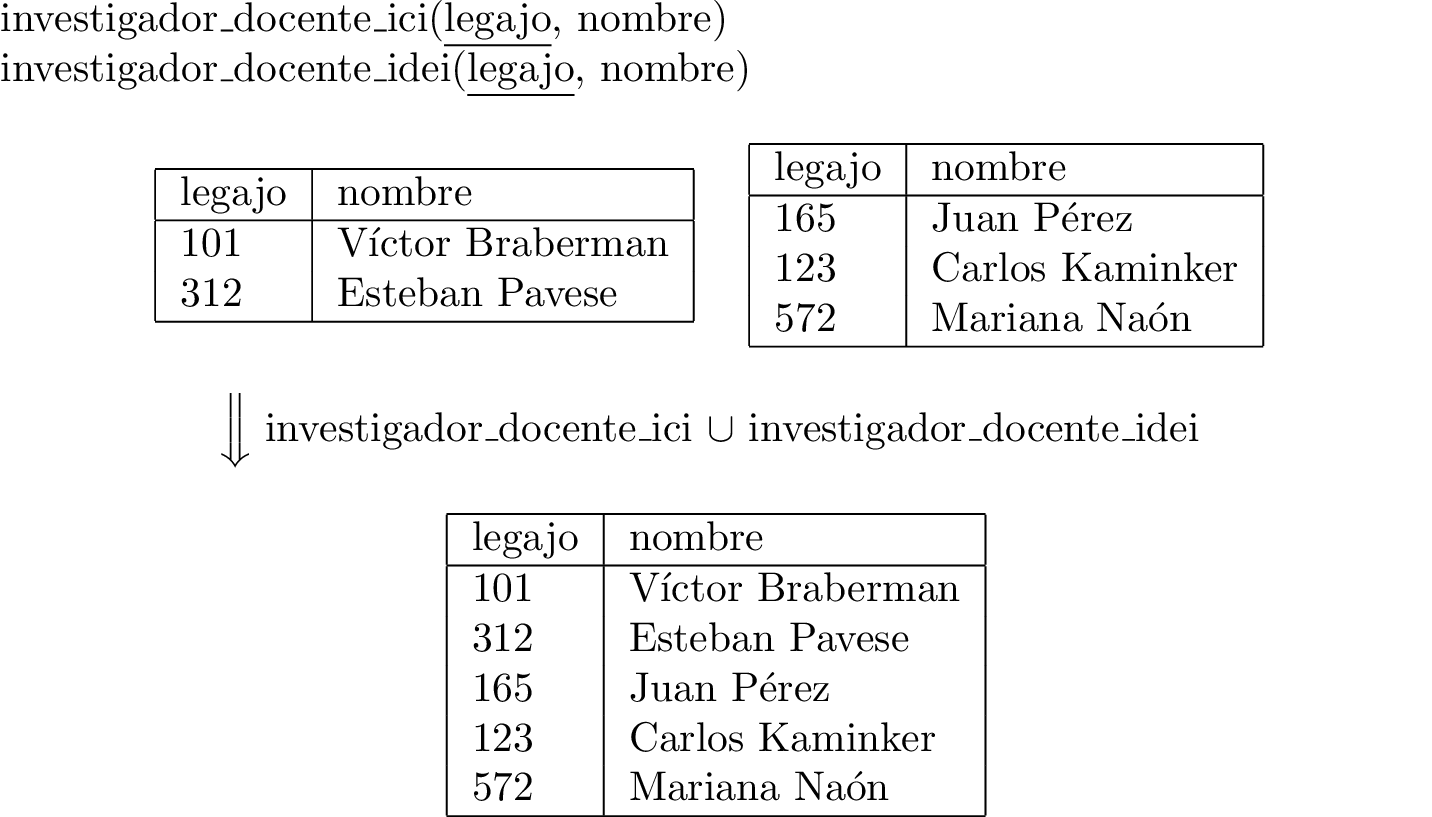 investigador_docente_ici(legajo, nombre)
investigador_docente_idei(legajo, nombre)
legajo nombre
101 Víctor Braberman
312 Esteban Pavese
legajo nombre
165 Juan Pérez
123 Carlos Kaminker
572 Mariana Naón
⇓ investigador_docente_ici ∪ investigador_docente_idei
legajo nombre
101 Víctor Braberman
312 Esteban Pavese
165 Juan Pérez
123 Carlos Kaminker
572 Mariana Naón